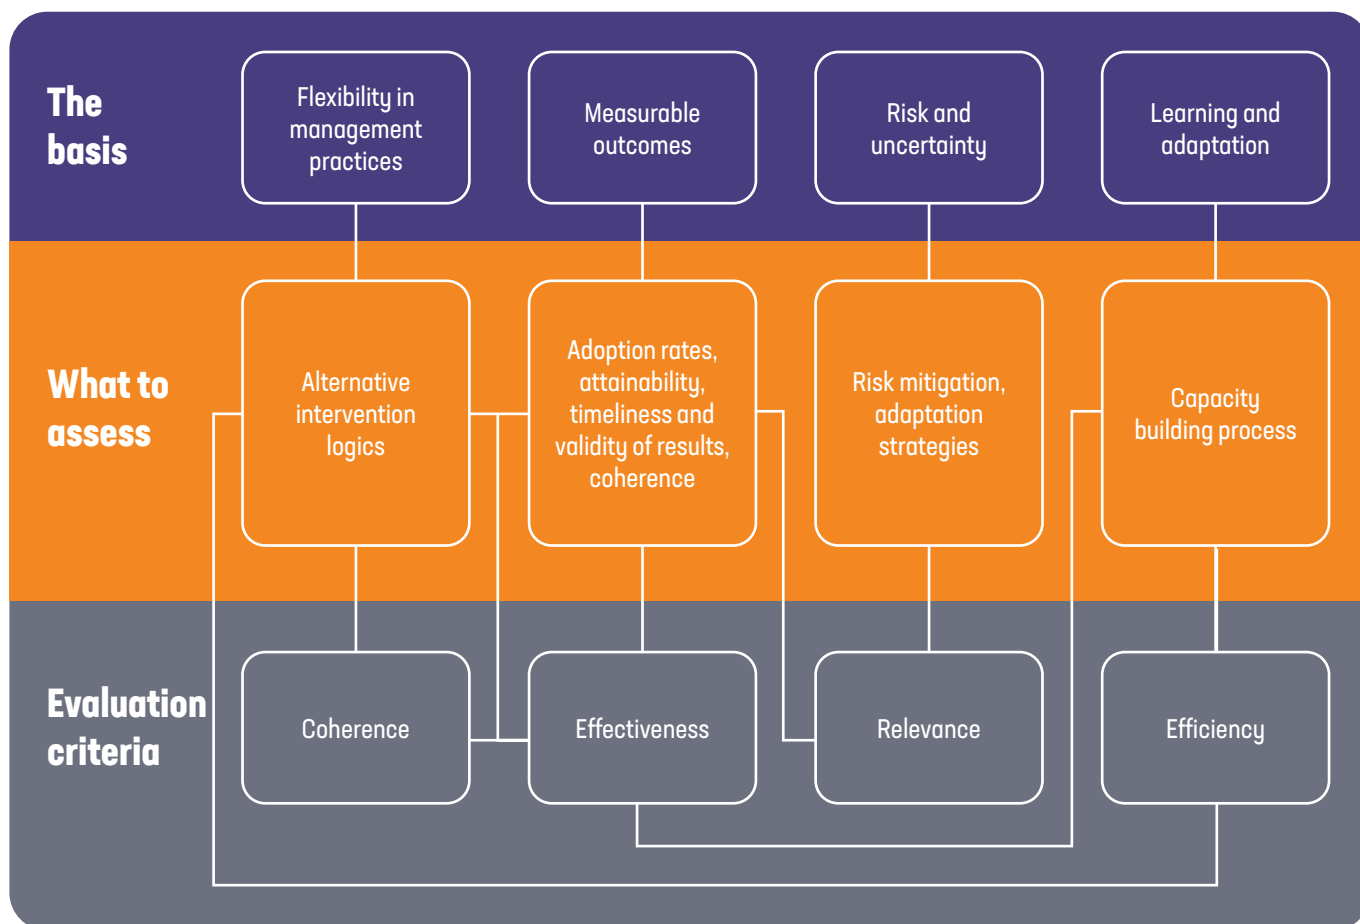 The
basis
Flexibility in
management
practices
Measurable
outcomes
Risk and
uncertainty
Learning and
adaptation
What to
assess
Alternative
intervention
logics
Adoption rates,
attainability,
timeliness and
validity of results,
coherence
Risk mitigation,
adaptation
strategies
Capacity
building process
Evaluation
criteria
Coherence
Effectiveness
Relevance
Efficiency